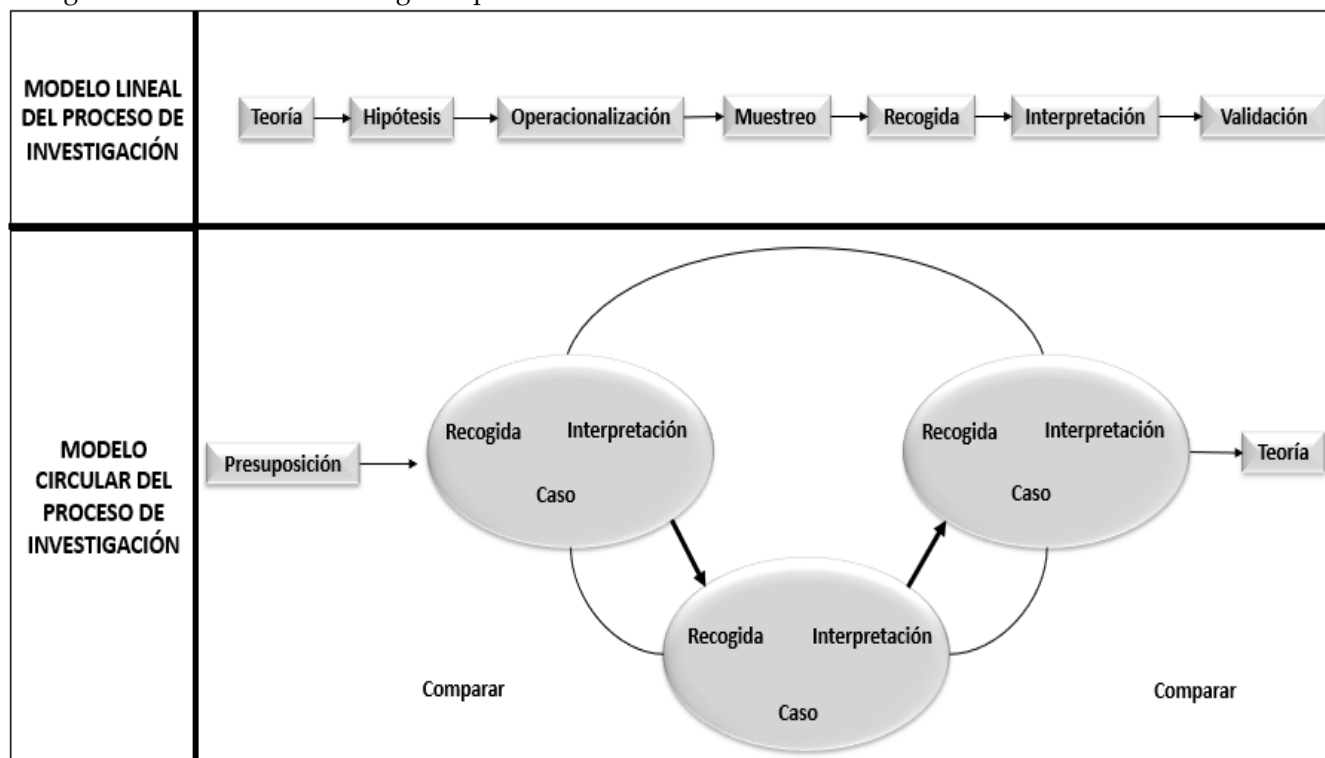 MODELO LINEAL
DEL PROCESO DE
INVESTIGACIÓN
Teoría
Hipótesis
Operacionalización
Muestreo
Recogida
Interpretación
Validación
MODELO
CIRCULAR DEL
PROCESO DE
INVESTIGACIÓN
Presuposición
Recogida
Interpretación
Caso
Recogida
Interpretación
Caso
Recogida
Interpretación
Caso
Teoría
Comparar
Comparar